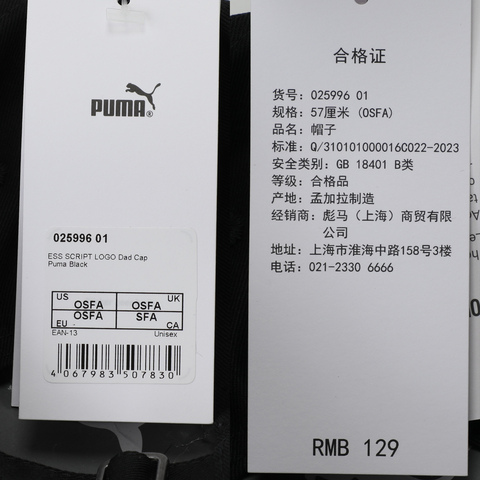 PUMA®
025996 01
ESS SCRIPT LOGO Dad Cap
Puma Black
US OSFA OSFA UK
EU OSFA SFA CA
EAN-13 Unisex
4 067983 507830
合格证
货号: 025996 01
规格: 57厘米 (OSFA)
品名: 帽子
标准: Q/310101000016C022-2023
安全类别: GB 18401 B类
等级: 合格品
产地: 孟加拉制造
经销商: 彪马（上海）商贸有限
公司
地址: 上海市淮海中路158号3楼
电话: 021-2330 6666
RMB 129